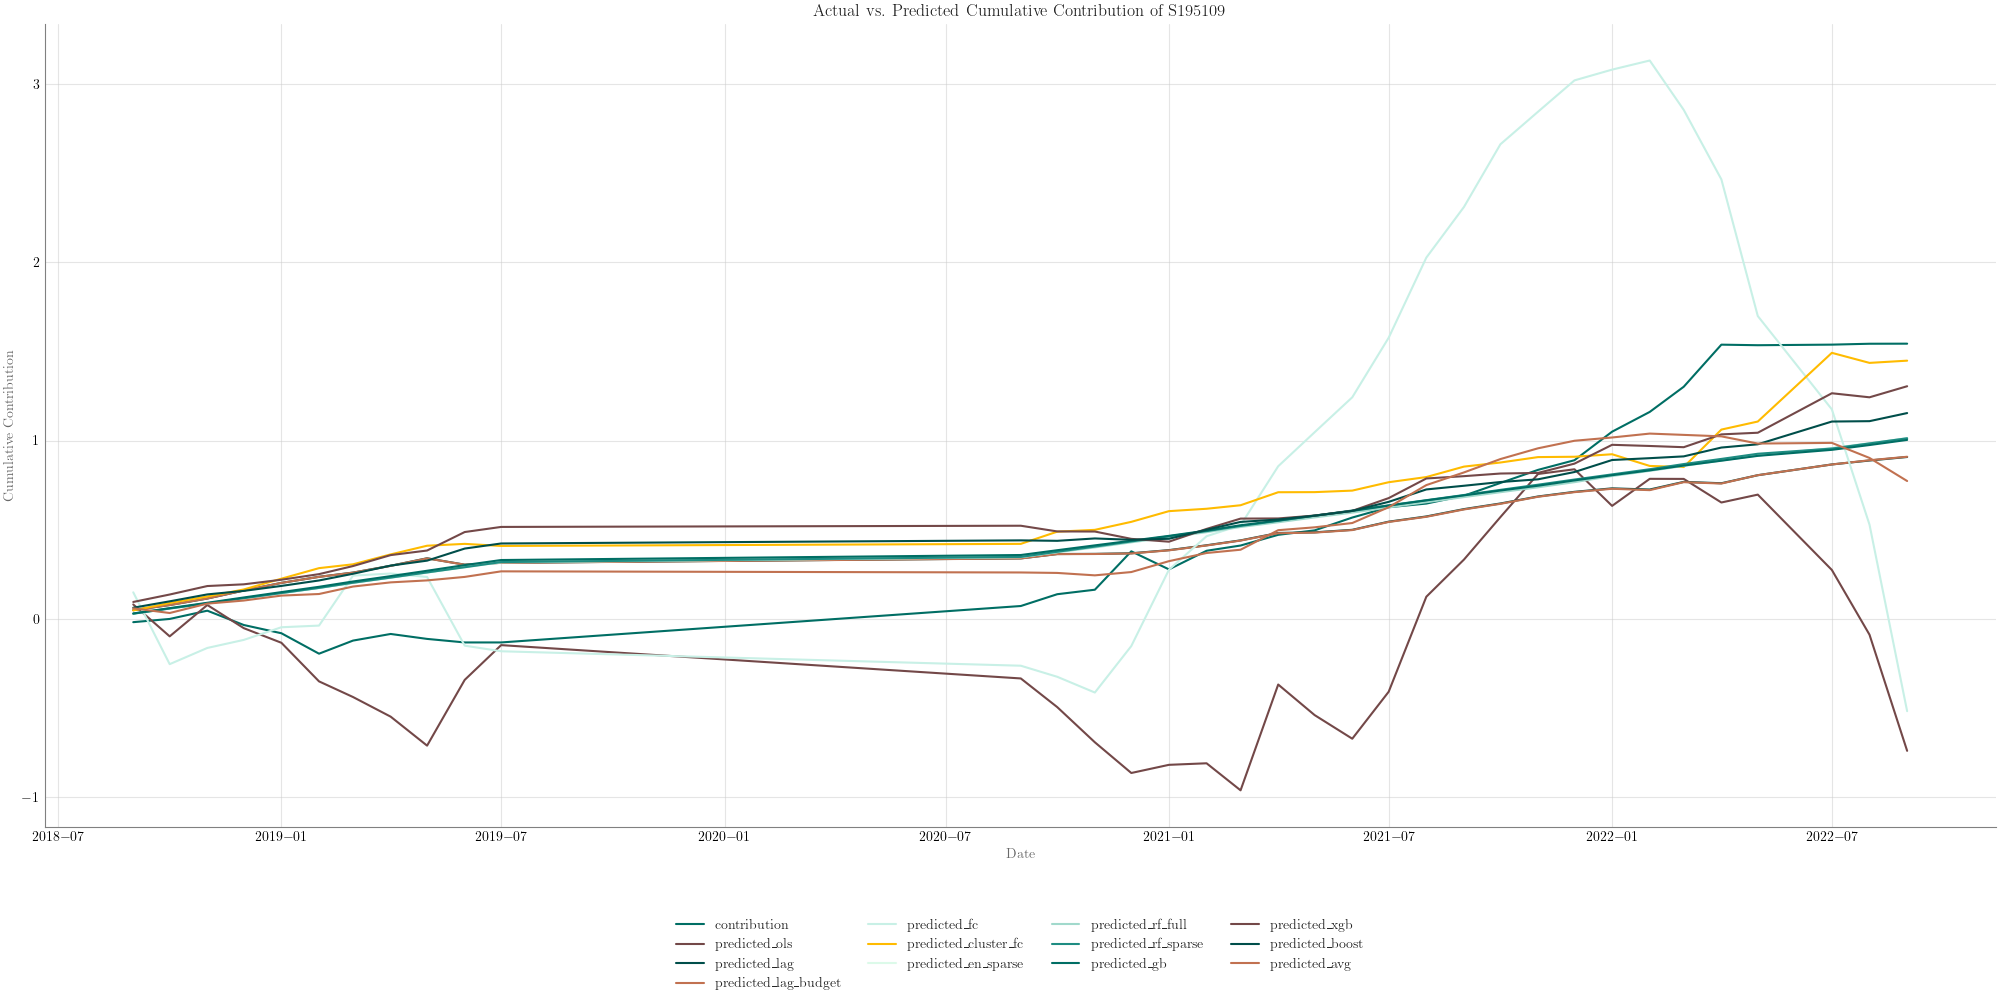 Actual vs. Predicted Cumulative Contribution of S195109
Cumulative Contribution
3
2
1
0
−1
2018−07 2019−01 2019−07 2020−01 2020−07 2021−01 2021−07 2022−01 2022−07
Date
contribution predicted_fc predicted_rf_full predicted_xgb
predicted_ols predicted_cluster_fc predicted_rf_sparse predicted_boost
predicted_lag predicted_en_sparse predicted_gb predicted_avg
predicted_lag_budget